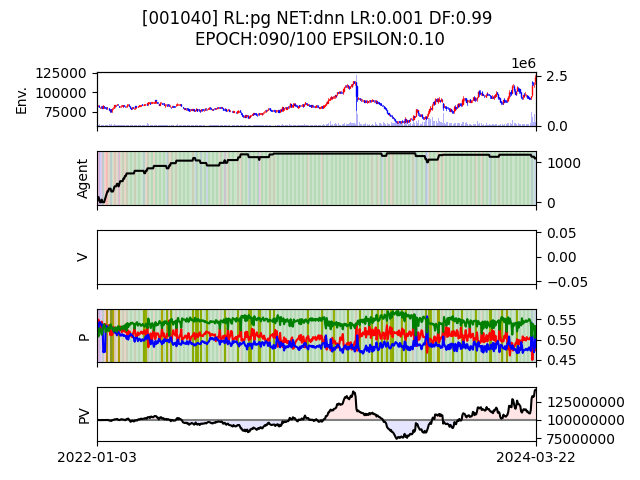 [001040] RL:pg NET:dnn LR:0.001 DF:0.99
EPOCH:090/100 EPSILON:0.10
1e6
Env.
125000
100000
75000
2.5
0.0
Agent
1000
0
V
0.05
0.00
−0.05
P
0.55
0.50
0.45
PV
125000000
100000000
75000000
2022-01-03
2024-03-22